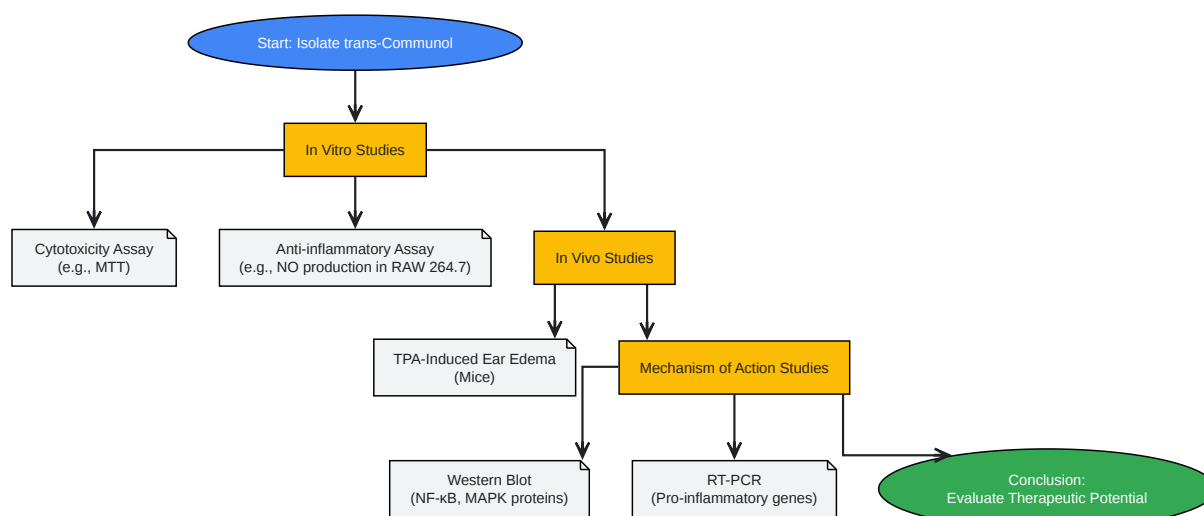 Start: Isolate trans-Communol
In Vitro Studies
Cytotoxicity Assay
(e.g., MTT)
Anti-inflammatory Assay
(e.g., NO production in RAW 264.7)
In Vivo Studies
TPA-Induced Ear Edema
(Mice)
Mechanism of Action Studies
Western Blot
(NF-κB, MAPK proteins)
RT-PCR
(Pro-inflammatory genes)
Conclusion:
Evaluate Therapeutic Potential